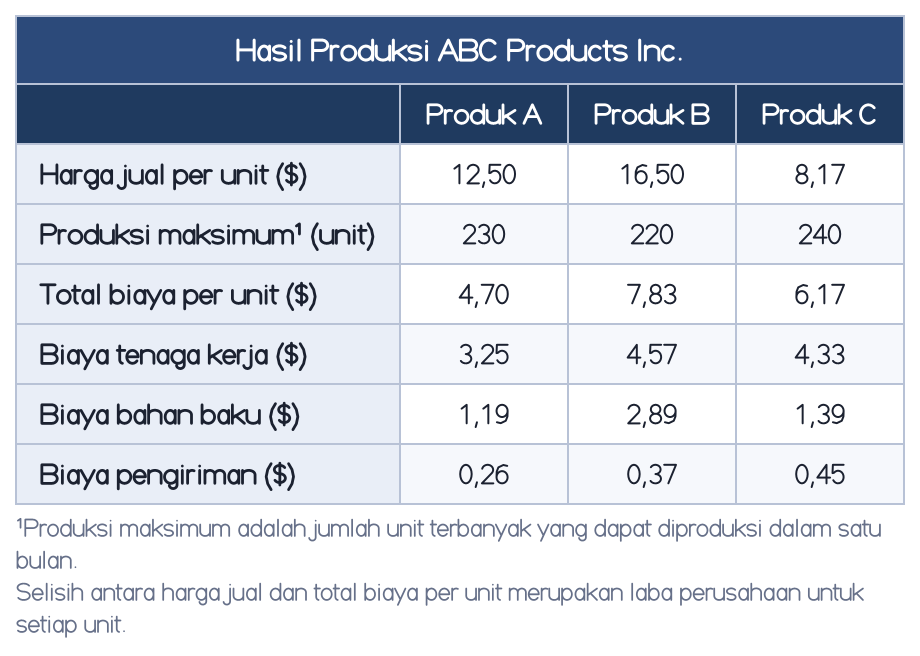 Hasil Produksi ABC Products Inc.
Produk A Produk B Produk C
Harga jual per unit ($) 12,50 16,50 8,17
Produksi maksimum¹ (unit) 230 220 240
Total biaya per unit ($) 4,70 7,83 6,17
Biaya tenaga kerja ($) 3,25 4,57 4,33
Biaya bahan baku ($) 1,19 2,89 1,39
Biaya pengiriman ($) 0,26 0,37 0,45
¹Produksi maksimum adalah jumlah unit terbanyak yang dapat diproduksi dalam satu
bulan.
Selisih antara harga jual dan total biaya per unit merupakan laba perusahaan untuk
setiap unit.